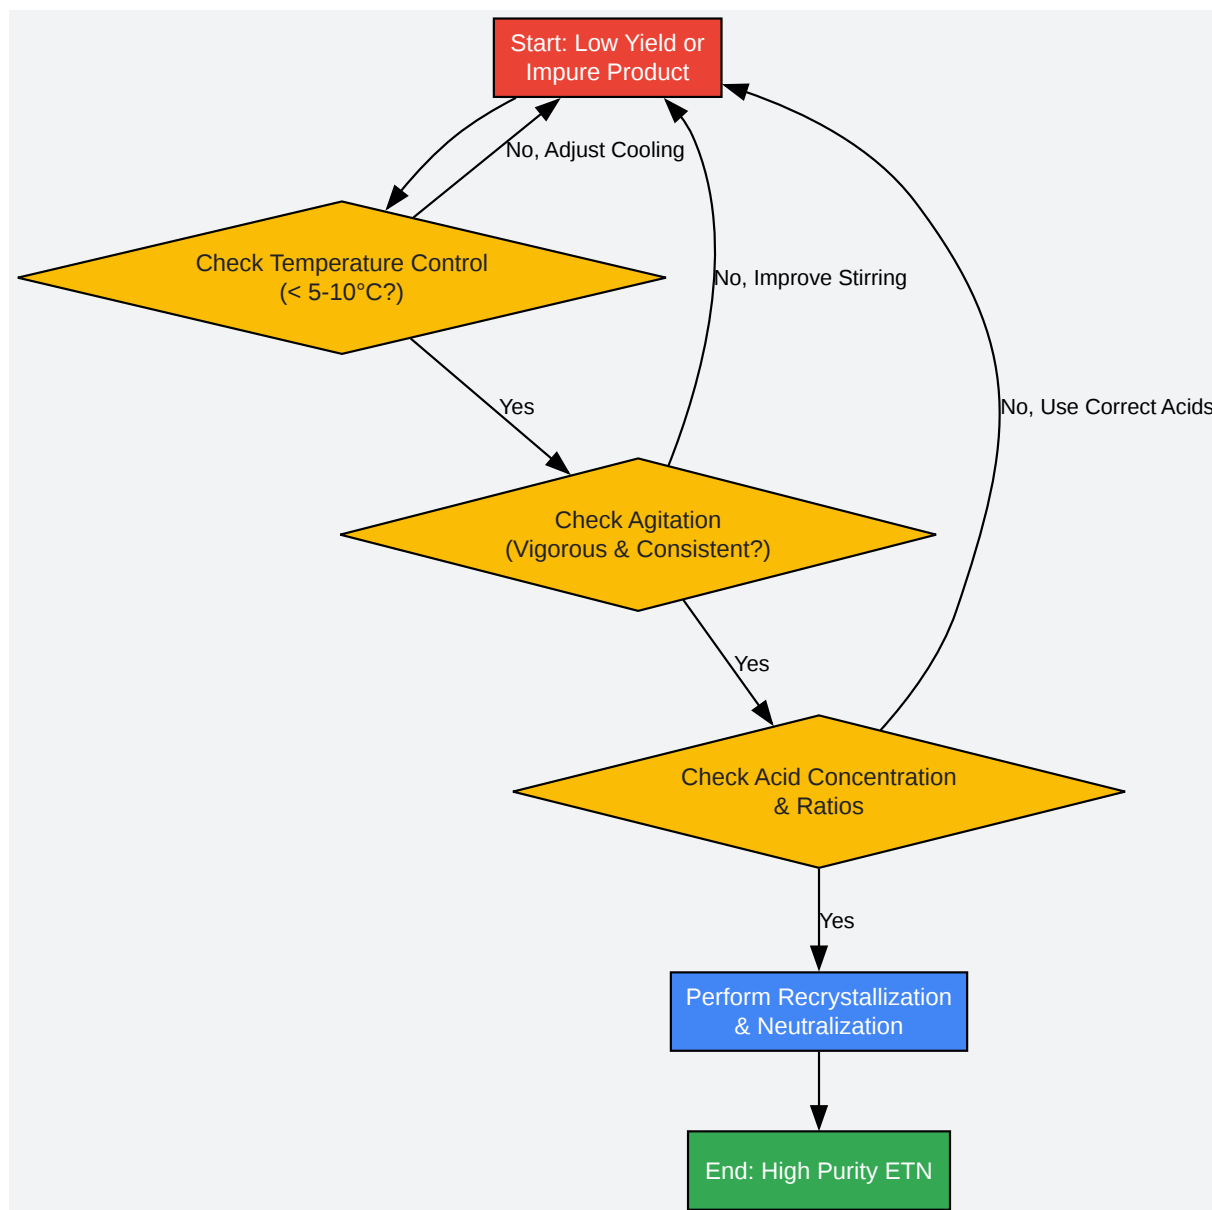 Start: Low Yield or
Impure Product
No, Adjust Cooling
Check Temperature Control
(< 5-10°C?)
No, Improve Stirring
Yes
No, Use Correct Acids
Check Agitation
(Vigorous & Consistent?)
Yes
Check Acid Concentration
& Ratios
Yes
Perform Recrystallization
& Neutralization
End: High Purity ETN